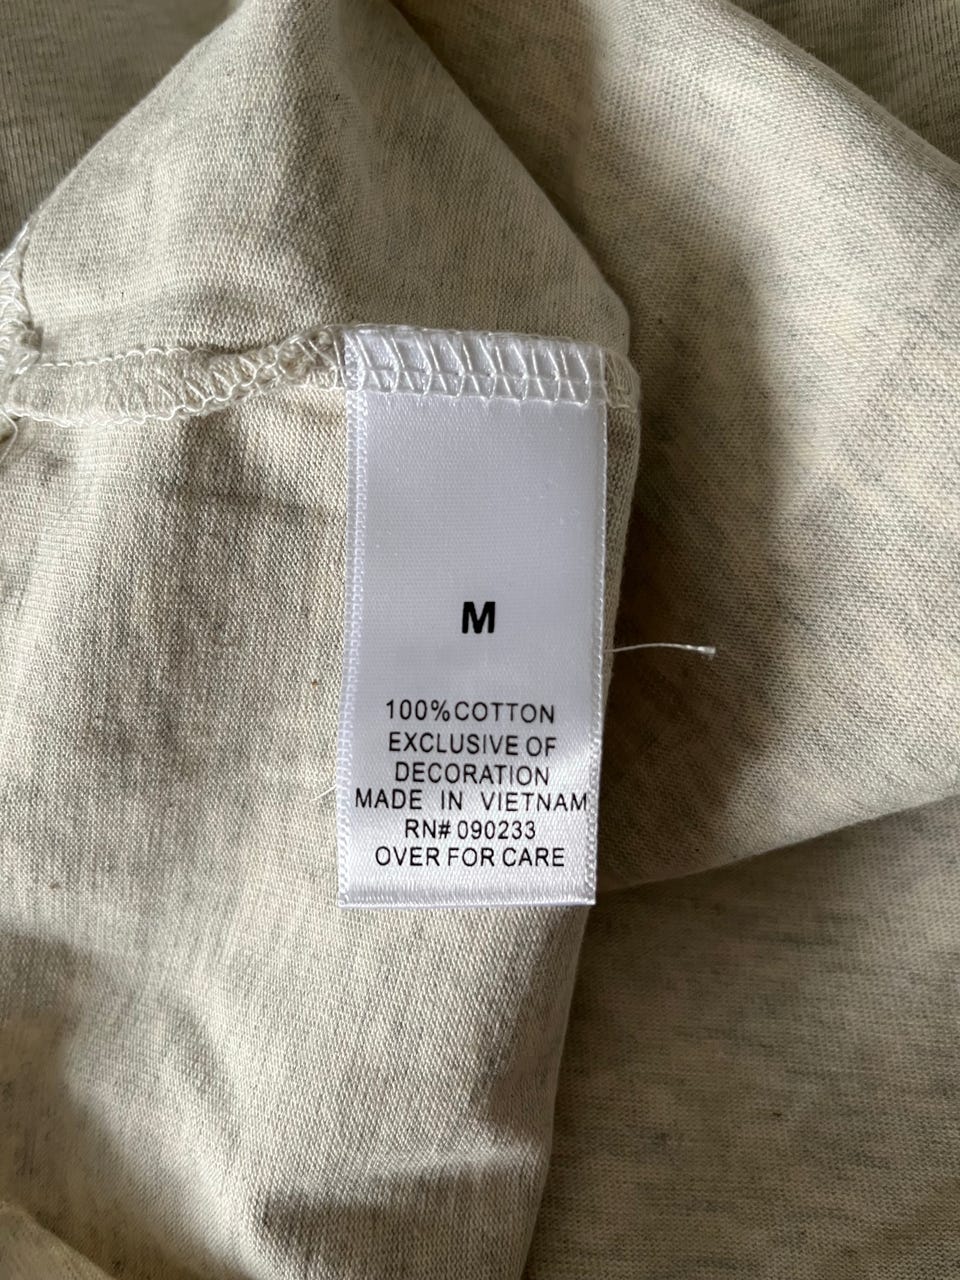 M
100%COTTON
EXCLUSIVE OF
DECORATION
MADE IN VIETNAM
RN# 090233
OVER FOR CARE